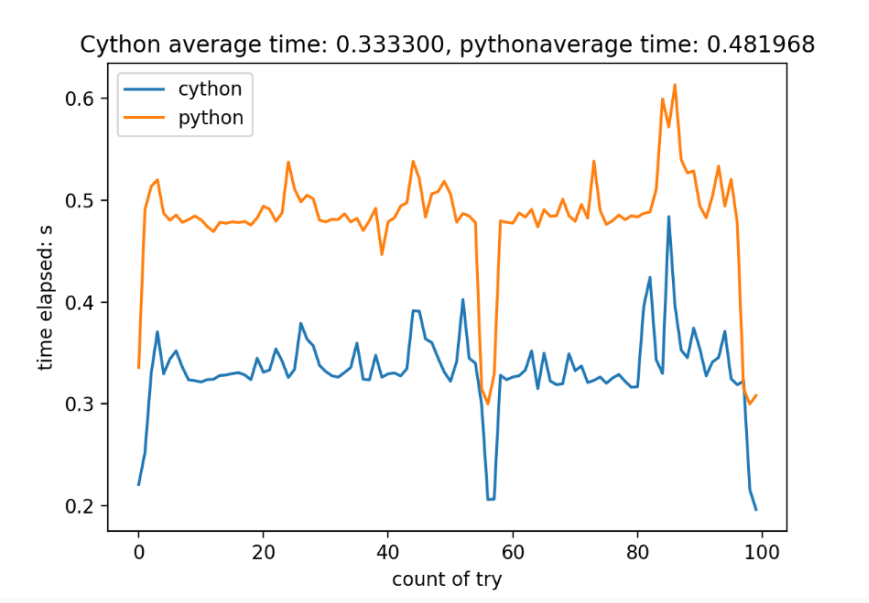 Cython average time: 0.333300, pythonaverage time: 0.481968
cython
python
0.6
0.5
0.4
0.3
0.2
time elapsed: s
0 20 40 60 80 100
count of try